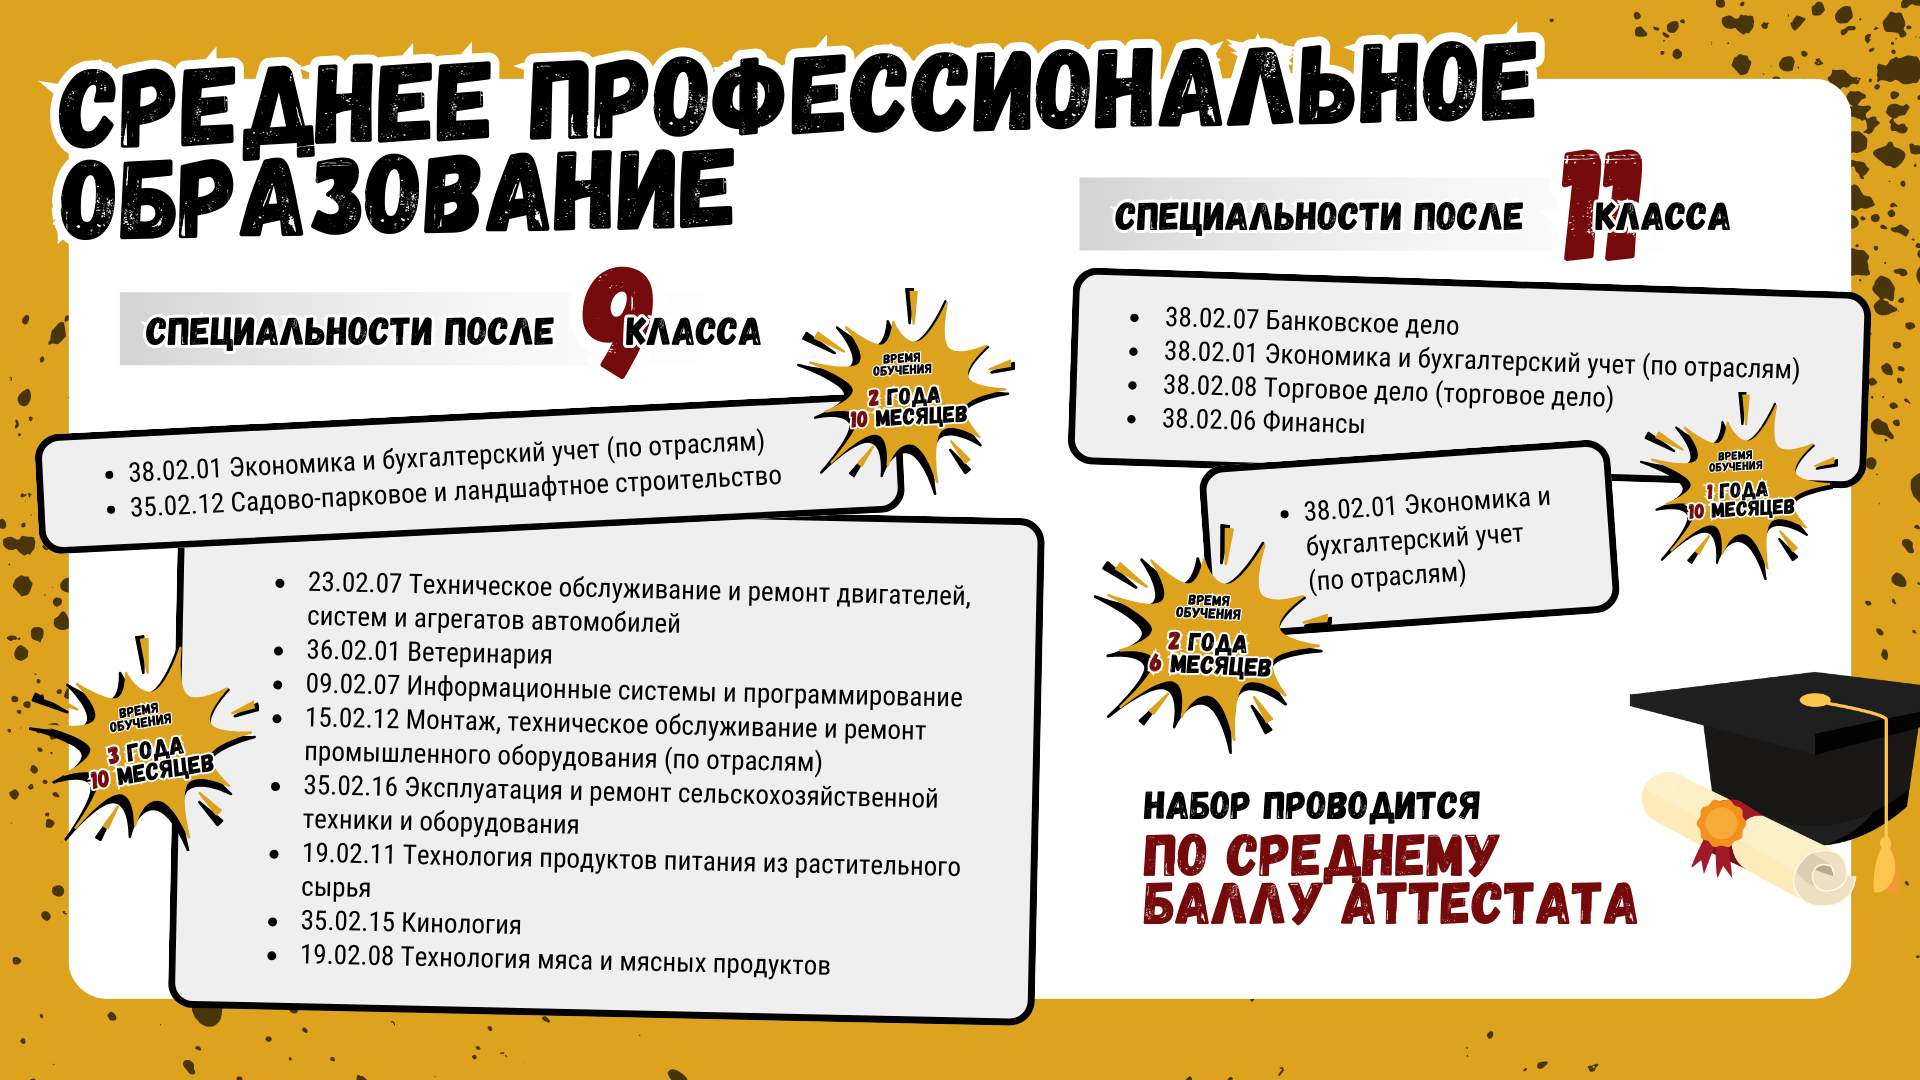 СРЕДНЕЕ ПРОФЕССИОНАЛЬНОЕ
ОБРАЗОВАНИЕ
СПЕЦИАЛЬНОСТИ ПОСЛЕ 9 КЛАССА
ВРЕМЯ
ОБУЧЕНИЯ
2 ГОДА
10 МЕСЯЦЕВ
• 38.02.01 Экономика и бухгалтерский учет (по отраслям)
• 35.02.12 Садово-парковое и ландшафтное строительство
ВРЕМЯ
ОБУЧЕНИЯ
3 ГОДА
10 МЕСЯЦЕВ
• 23.02.07 Техническое обслуживание и ремонт двигателей,
систем и агрегатов автомобилей
• 36.02.01 Ветеринария
• 09.02.07 Информационные системы и программирование
• 15.02.12 Монтаж, техническое обслуживание и ремонт
промышленного оборудования (по отраслям)
• 35.02.16 Эксплуатация и ремонт сельскохозяйственной
техники и оборудования
• 19.02.11 Технология продуктов питания из растительного
сырья
• 35.02.15 Кинология
• 19.02.08 Технология мяса и мясных продуктов
СПЕЦИАЛЬНОСТИ ПОСЛЕ 11 КЛАССА
• 38.02.07 Банковское дело
• 38.02.01 Экономика и бухгалтерский учет (по отраслям)
• 38.02.08 Торговое дело (торговое дело)
• 38.02.06 Финансы
ВРЕМЯ
ОБУЧЕНИЯ
1 ГОДА
10 МЕСЯЦЕВ
• 38.02.01 Экономика и
бухгалтерский учет
(по отраслям)
ВРЕМЯ
ОБУЧЕНИЯ
2 ГОДА
6 МЕСЯЦЕВ
НАБОР ПРОВОДИТСЯ
ПО СРЕДНЕМУ
БАЛЛУ АТТЕСТАТА